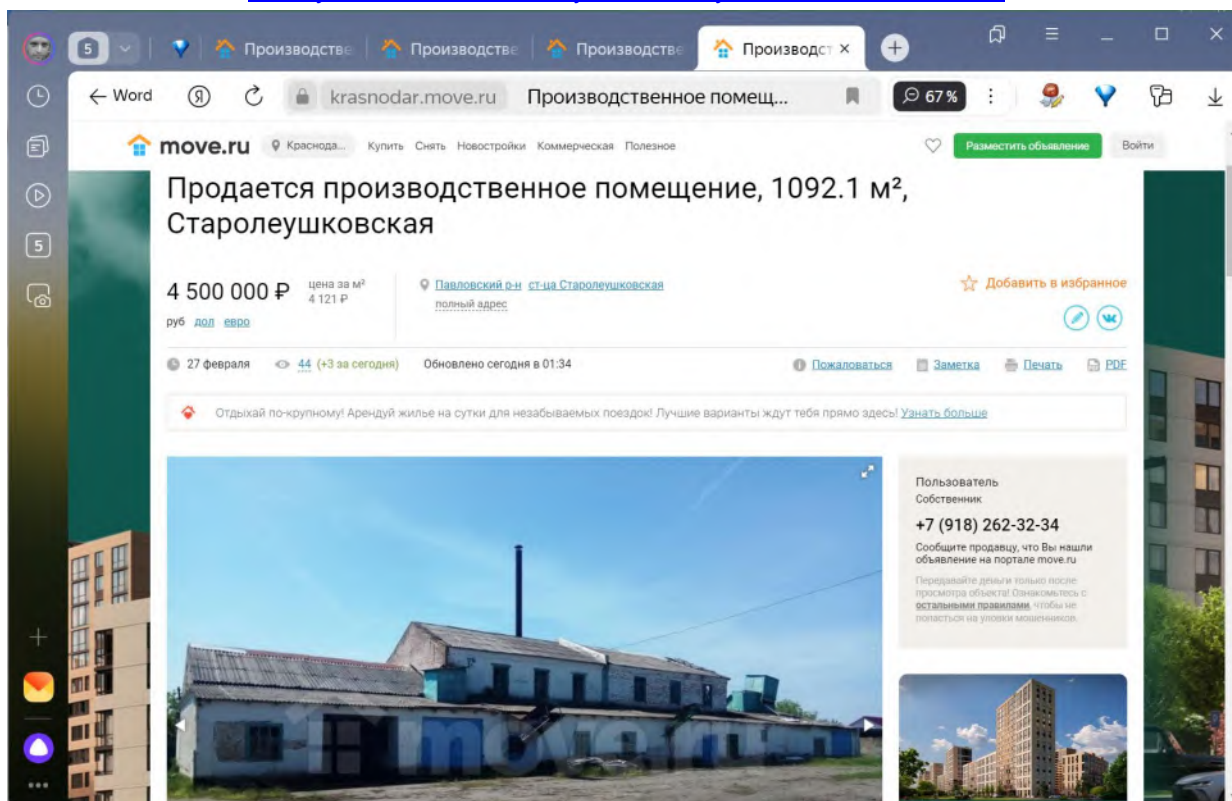 5
Производстве
Производстве
Производстве
Производст
Word
krasnodar.move.ru Производственное помещ...
67 %
5
move.ru
Краснода...
Купить Снять Новостройки Коммерческая Полезное
Разместить объявление
Войти
Продается производственное помещение, 1092.1 м²,
Старолеушковская
4 500 000 ₽
цена за м²
4 121 ₽
руб дол евро
Павловский р-н ст-ца Старолеушковская
полный адрес
Добавить в избранное
27 февраля 44 (+3 за сегодня) Обновлено сегодня в 01:34
Пожаловаться Заметка Печать PDF
Отдыхай по-крупному! Арендуй жилье на сутки для незабываемых поездок! Лучшие варианты ждут тебя прямо здесь! Узнать больше
Пользователь
Собственник
+7 (918) 262-32-34
Сообщите продавцу, что Вы нашли
объявление на портале move.ru
Передавайте деньги только после
просмотра объекта! Ознакомьтесь с
остальными правилами, чтобы не
попасться на уловки мошенников.
move.ru